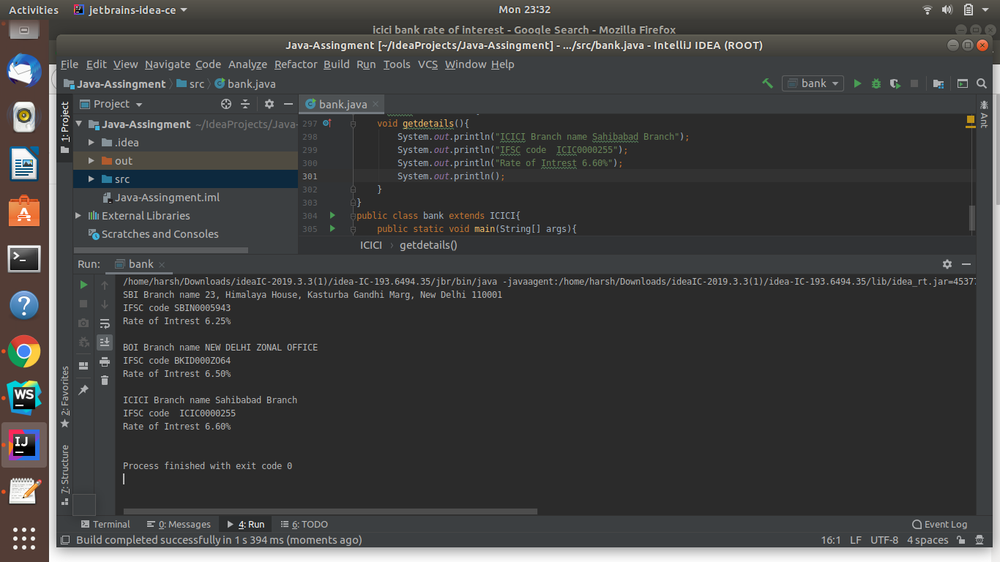 Activities jetbrains-idea-ce Mon 23:32
icici bank rate of interest - Google Search - Mozilla Firefox
Java-Assingment [~/IdeaProjects/Java-Assingment] - .../src/bank.java - IntelliJ IDEA (ROOT)
File Edit View Navigate Code Analyze Refactor Build Run Tools VCS Window Help
Java-Assingment src bank.java bank
1: Project
Project
Java-Assingment ~/IdeaProjects/Java-
.idea
out
src
Java-Assingment.iml
External Libraries
Scratches and Consoles
bank.java
297 void getdetails(){
298 System.out.println("ICICI Branch name Sahibabad Branch");
299 System.out.println("IFSC code  ICIC0000255");
300 System.out.println("Rate of Intrest 6.60%");
301 System.out.println();
302 }
303 }
304 public class bank extends ICICI{
305 public static void main(String[] args){
ICICI › getdetails()
Ant
Run: bank
/home/harsh/Downloads/ideaIC-2019.3.3(1)/idea-IC-193.6494.35/jbr/bin/java -javaagent:/home/harsh/Downloads/ideaIC-2019.3.3(1)/idea-IC-193.6494.35/lib/idea_rt.jar=4537
SBI Branch name 23, Himalaya House, Kasturba Gandhi Marg, New Delhi 110001
IFSC code SBIN0005943
Rate of Intrest 6.25%
BOI Branch name NEW DELHI ZONAL OFFICE
IFSC code BKID000ZO64
Rate of Intrest 6.50%
ICICI Branch name Sahibabad Branch
IFSC code  ICIC0000255
Rate of Intrest 6.60%
Process finished with exit code 0
2: Favorites
7: Structure
WS
IJ
Terminal 0: Messages 4: Run 6: TODO Event Log
Build completed successfully in 1 s 394 ms (moments ago) 16:1 LF UTF-8 4 spaces